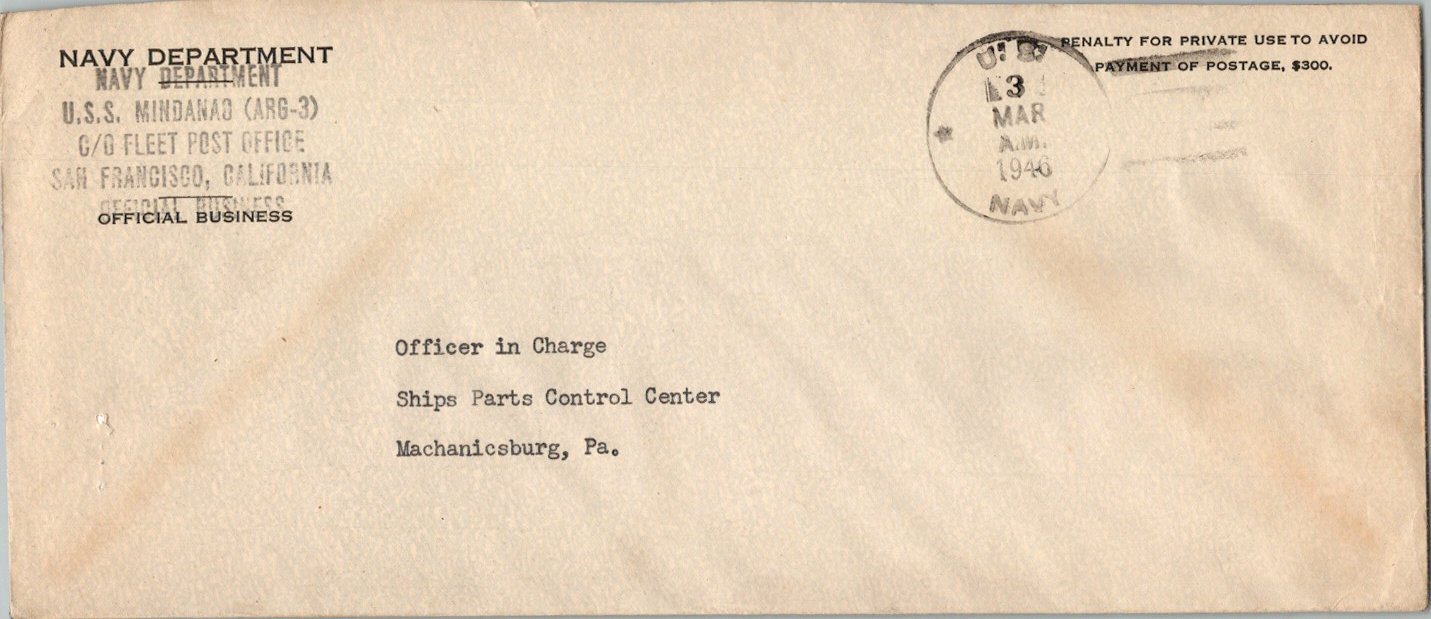 NAVY DEPARTMENT
NAVY DEPARTMENT
U.S.S. MINDANAO (ARG-3)
C/O FLEET POST OFFICE
SAN FRANCISCO, CALIFORNIA
OFFICIAL BUSINESS
OFFICIAL BUSINESS
U.S.
3
MAR
A.M.
1946
NAVY
PENALTY FOR PRIVATE USE TO AVOID
PAYMENT OF POSTAGE, $300.
Officer in Charge
Ships Parts Control Center
Machanicsburg, Pa.